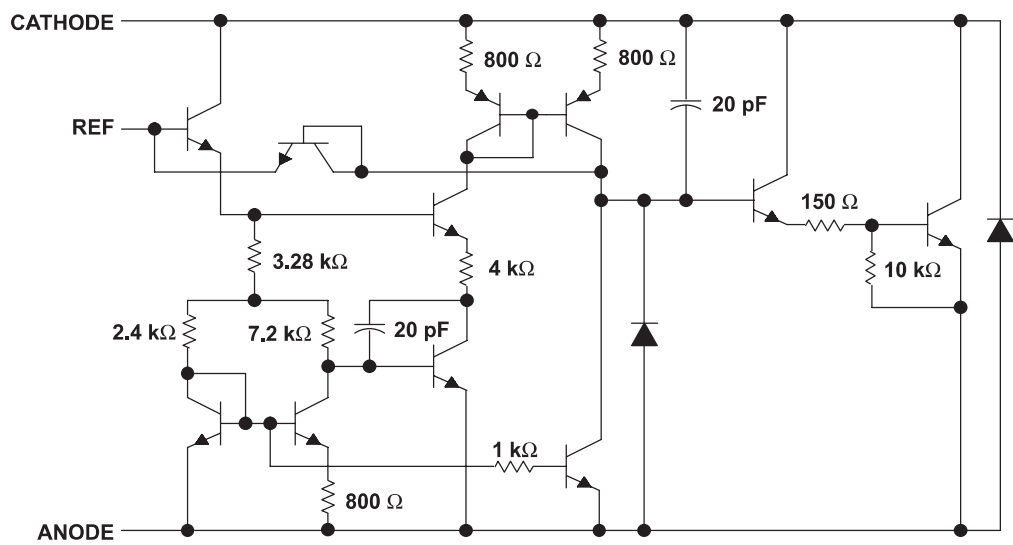 CATHODE
800 Ω
800 Ω
20 pF
REF
150 Ω
3.28 kΩ
4 kΩ
10 kΩ
2.4 kΩ
7.2 kΩ
20 pF
1 kΩ
800 Ω
ANODE